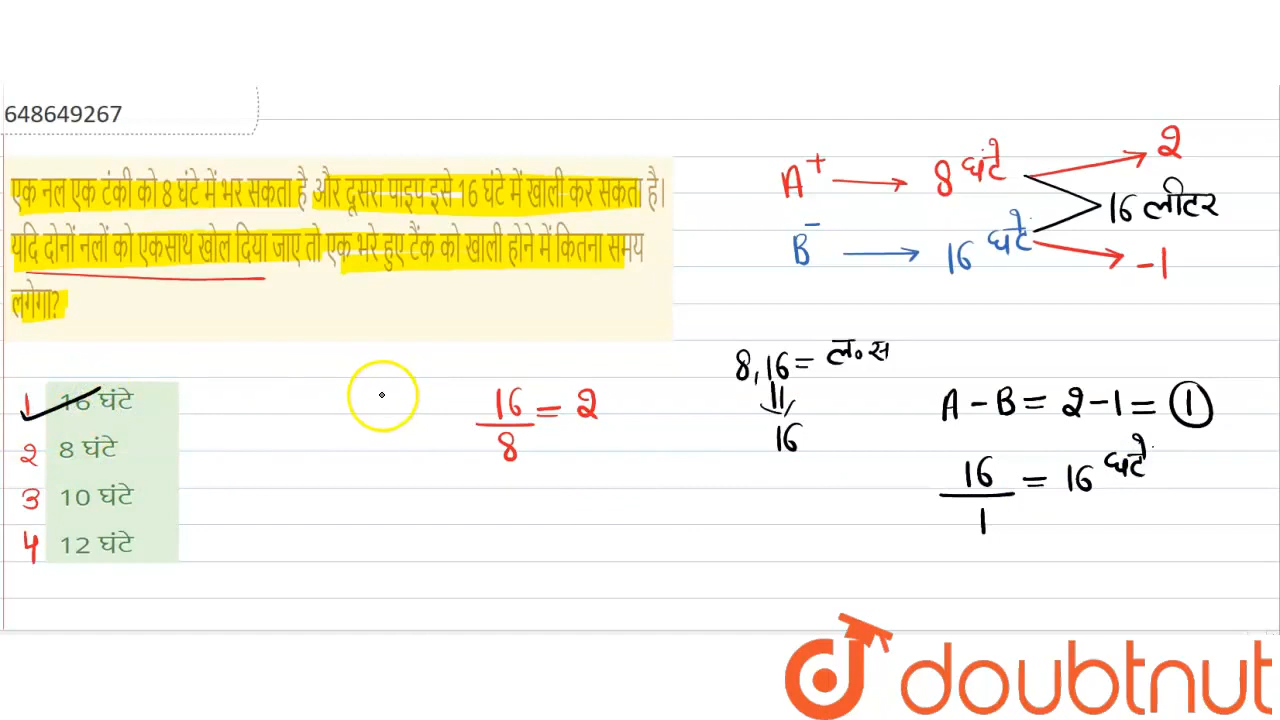 648649267
एक नल एक टंकी को 8 घंटे में भर सकता है और दूसरा पाइप इसे 16 घंटे में खाली कर सकता है।
यदि दोनों नलों को एकसाथ खोल दिया जाए तो एक भरे हुए टैंक को खाली होने में कितना समय
लगेगा?
1 16 घंटे
2 8 घंटे
3 10 घंटे
4 12 घंटे
16/8 = 2
A+ → 8 घंटे → 2
16 लीटर
B- → 16 घंटे → -1
8, 16 = ल॰स
16
A - B = 2 - 1 = 1
16/1 = 16 घंटे
doubtnut